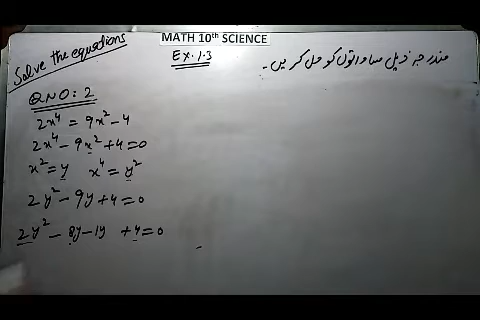 Solve the equations
MATH 10th SCIENCE
Ex. 1.3
مندرجہ ذیل مساواتوں کو حل کریں۔
QNO: 2
2x⁴ = 9x² - 4
2x⁴ - 9x² + 4 = 0
x² = y x⁴ = y²
2y² - 9y + 4 = 0
2y² - 8y - 1y + 4 = 0